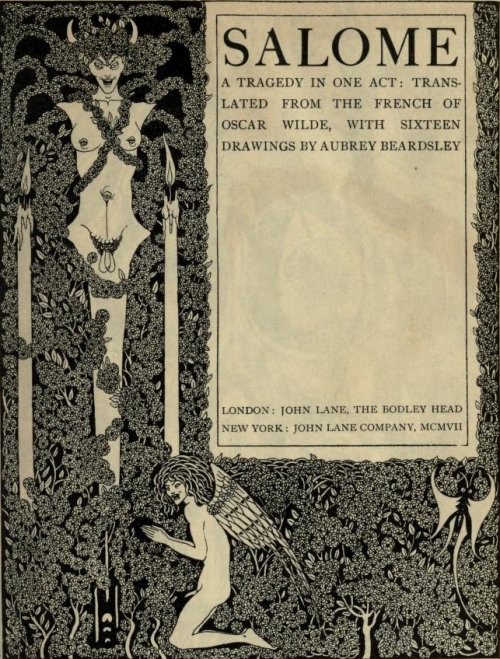 SALOME
A TRAGEDY IN ONE ACT: TRANS-
LATED FROM THE FRENCH OF
OSCAR WILDE, WITH SIXTEEN
DRAWINGS BY AUBREY BEARDSLEY
LONDON: JOHN LANE, THE BODLEY HEAD
NEW YORK: JOHN LANE COMPANY, MCMVII